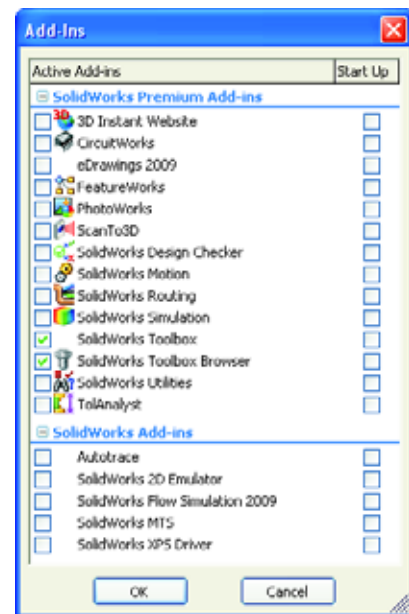 Add-Ins
Active Add-ins Start Up
SolidWorks Premium Add-ins
3D Instant Website
CircuitWorks
eDrawings 2009
FeatureWorks
PhotoWorks
ScanTo3D
SolidWorks Design Checker
SolidWorks Motion
SolidWorks Routing
SolidWorks Simulation
SolidWorks Toolbox
SolidWorks Toolbox Browser
SolidWorks Utilities
TolAnalyst
SolidWorks Add-ins
Autotrace
SolidWorks 2D Emulator
SolidWorks Flow Simulation 2009
SolidWorks MTS
SolidWorks XPS Driver
OK Cancel